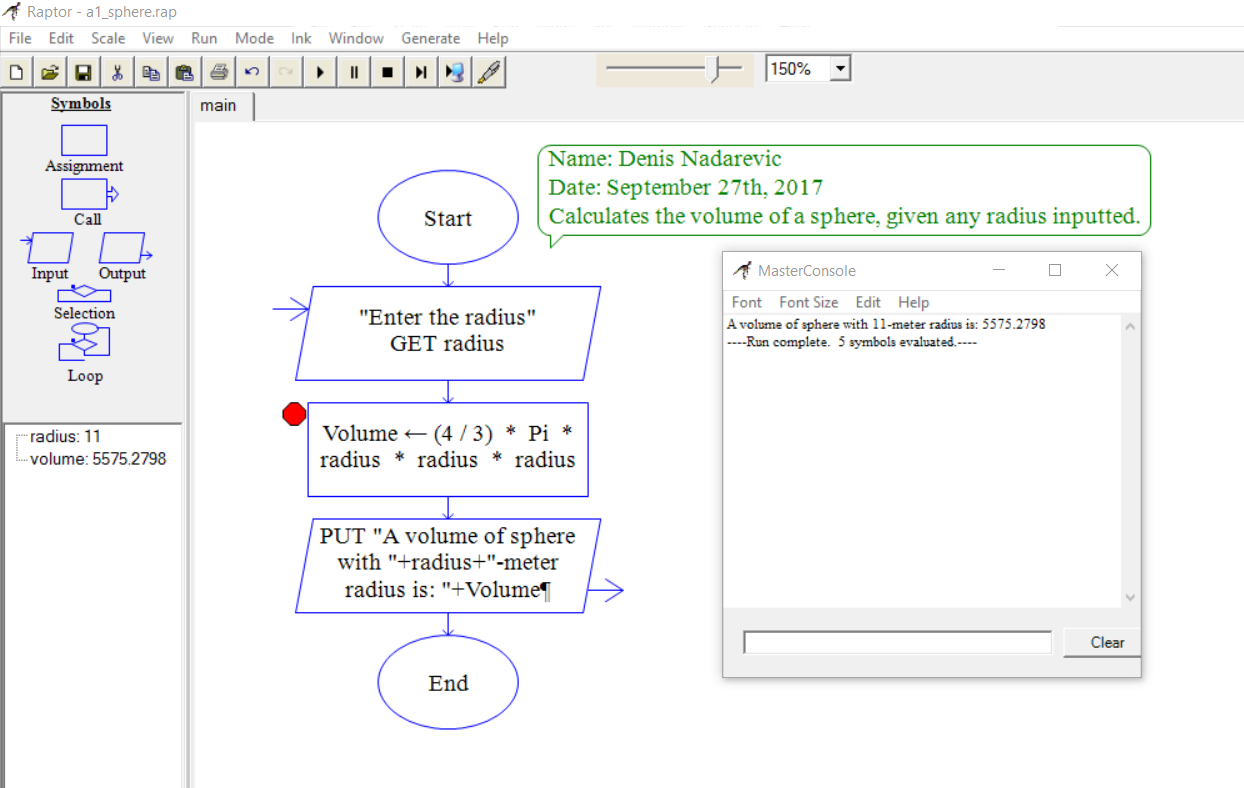 Raptor - a1_sphere.rap
File Edit Scale View Run Mode Ink Window Generate Help
150%
Symbols
Assignment
Call
Input Output
Selection
Loop
radius: 11
volume: 5575.2798
main
Name: Denis Nadarevic
Date: September 27th, 2017
Calculates the volume of a sphere, given any radius inputted.
Start
"Enter the radius"
GET radius
Volume ← (4 / 3) * Pi *
radius * radius * radius
PUT "A volume of sphere
with "+radius+"-meter
radius is: "+Volume¶
End
MasterConsole
Font Font Size Edit Help
A volume of sphere with 11-meter radius is: 5575.2798
----Run complete. 5 symbols evaluated.----
Clear